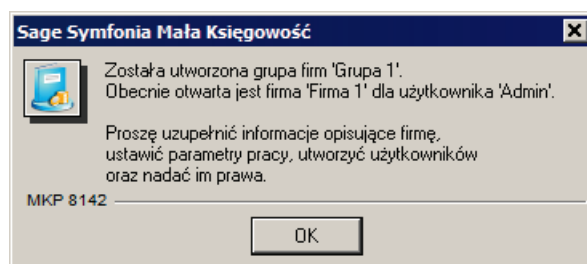 Sage Symfonia Mała Księgowość
Została utworzona grupa firm 'Grupa 1'.
Obecnie otwarta jest firma 'Firma 1' dla użytkownika 'Admin'.
Proszę uzupełnić informacje opisujące firmę,
ustawić parametry pracy, utworzyć użytkowników
oraz nadać im prawa.
MKP 8142
OK